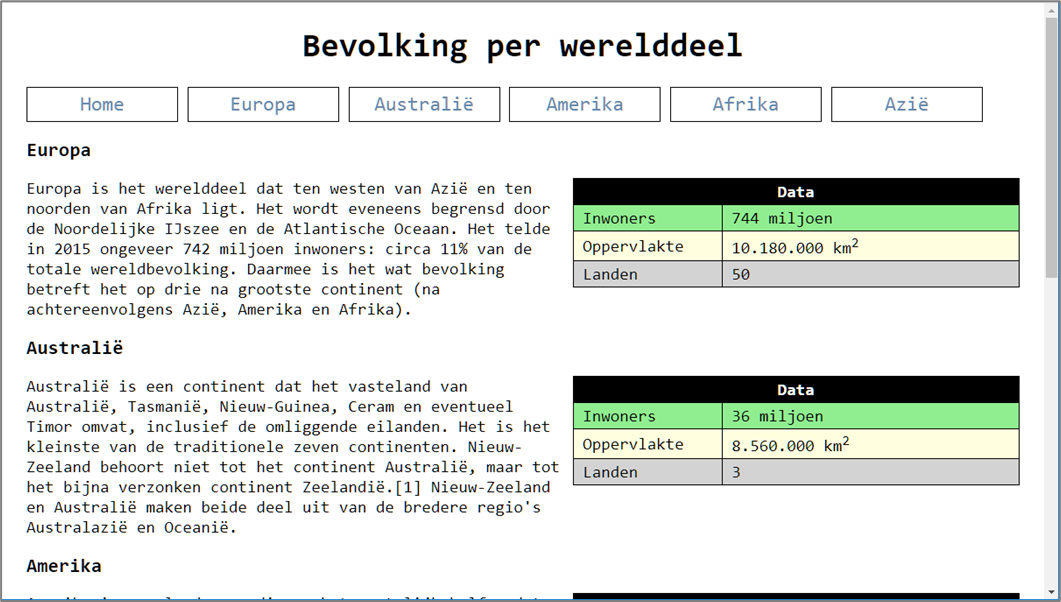 Bevolking per werelddeel
Home Europa Australië Amerika Afrika Azië
Europa
Europa is het werelddeel dat ten westen van Azië en ten
noorden van Afrika ligt. Het wordt eveneens begrensd door
de Noordelijke IJszee en de Atlantische Oceaan. Het telde
in 2015 ongeveer 742 miljoen inwoners: circa 11% van de
totale wereldbevolking. Daarmee is het wat bevolking
betreft het op drie na grootste continent (na
achtereenvolgens Azië, Amerika en Afrika).
Data
Inwoners 744 miljoen
Oppervlakte 10.180.000 km²
Landen 50
Australië
Australië is een continent dat het vasteland van
Australië, Tasmanië, Nieuw-Guinea, Ceram en eventueel
Timor omvat, inclusief de omliggende eilanden. Het is het
kleinste van de traditionele zeven continenten. Nieuw-
Zeeland behoort niet tot het continent Australië, maar tot
het bijna verzonken continent Zeelandië.[1] Nieuw-Zeeland
en Australië maken beide deel uit van de bredere regio's
Australazië en Oceanië.
Data
Inwoners 36 miljoen
Oppervlakte 8.560.000 km²
Landen 3
Amerika